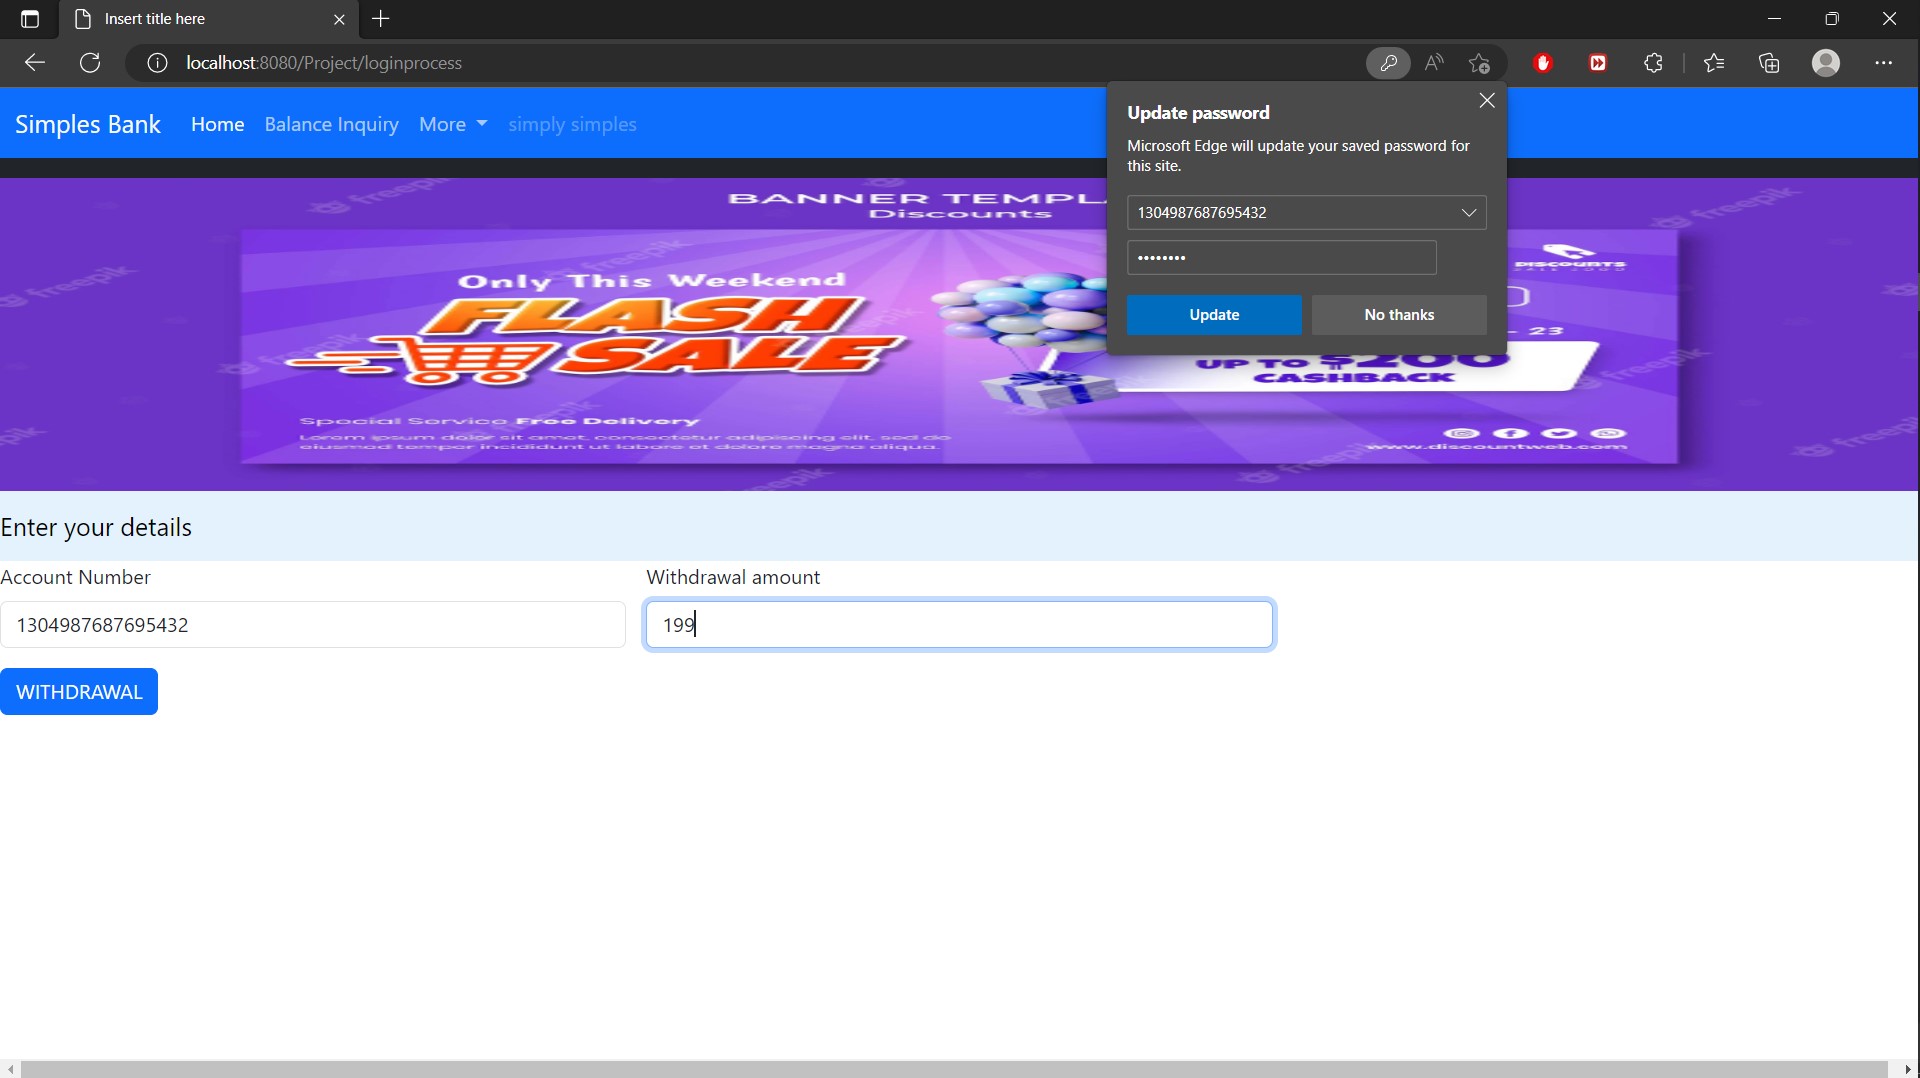 Insert title here
localhost:8080/Project/loginprocess
Simples Bank Home Balance Inquiry More simply simples
Update password
Microsoft Edge will update your saved password for
this site.
1304987687695432
••••••••
Update No thanks
BANNER TEMPL
Discounts
freepik
Only This Weekend
FLASH
SALE
DISCOUNTS
- 23
UP TO $200
CASHBACK
Special Service Free Delivery
Lorem ipsum dolor sit amet, consectetur adipiscing elit, sed do
eiusmod tempor incididunt ut labore et dolore magna aliqua.
www.discountweb.com
Enter your details
Account Number Withdrawal amount
1304987687695432 199
WITHDRAWAL